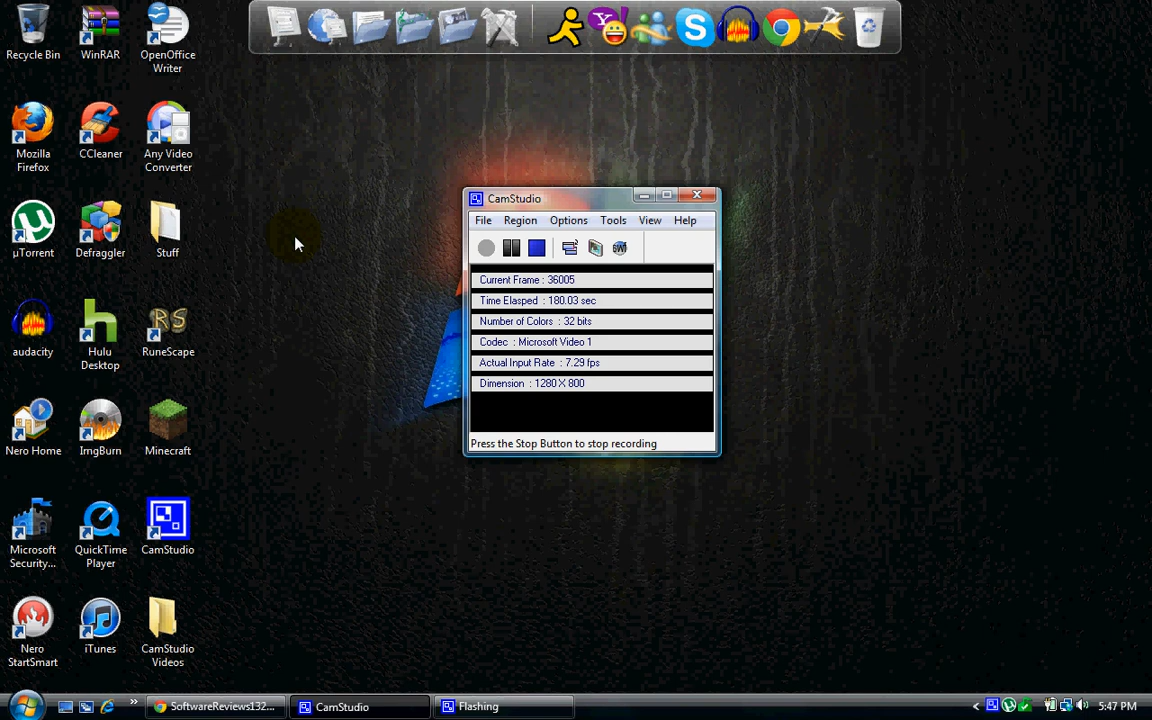 Recycle Bin
WinRAR
OpenOffice
Writer
Mozilla
Firefox
CCleaner
Any Video
Converter
µTorrent
Defraggler
Stuff
audacity
Hulu
Desktop
RS
RuneScape
Nero Home
ImgBurn
Minecraft
Microsoft
Security...
QuickTime
Player
CamStudio
Nero
StartSmart
iTunes
CamStudio
Videos
CamStudio
File Region Options Tools View Help
Current Frame : 36005
Time Elasped : 180.03 sec
Number of Colors : 32 bits
Codec : Microsoft Video 1
Actual Input Rate : 7.29 fps
Dimension : 1280 X 800
Press the Stop Button to stop recording
SoftwareReviews132...
CamStudio
Flashing
5:47 PM